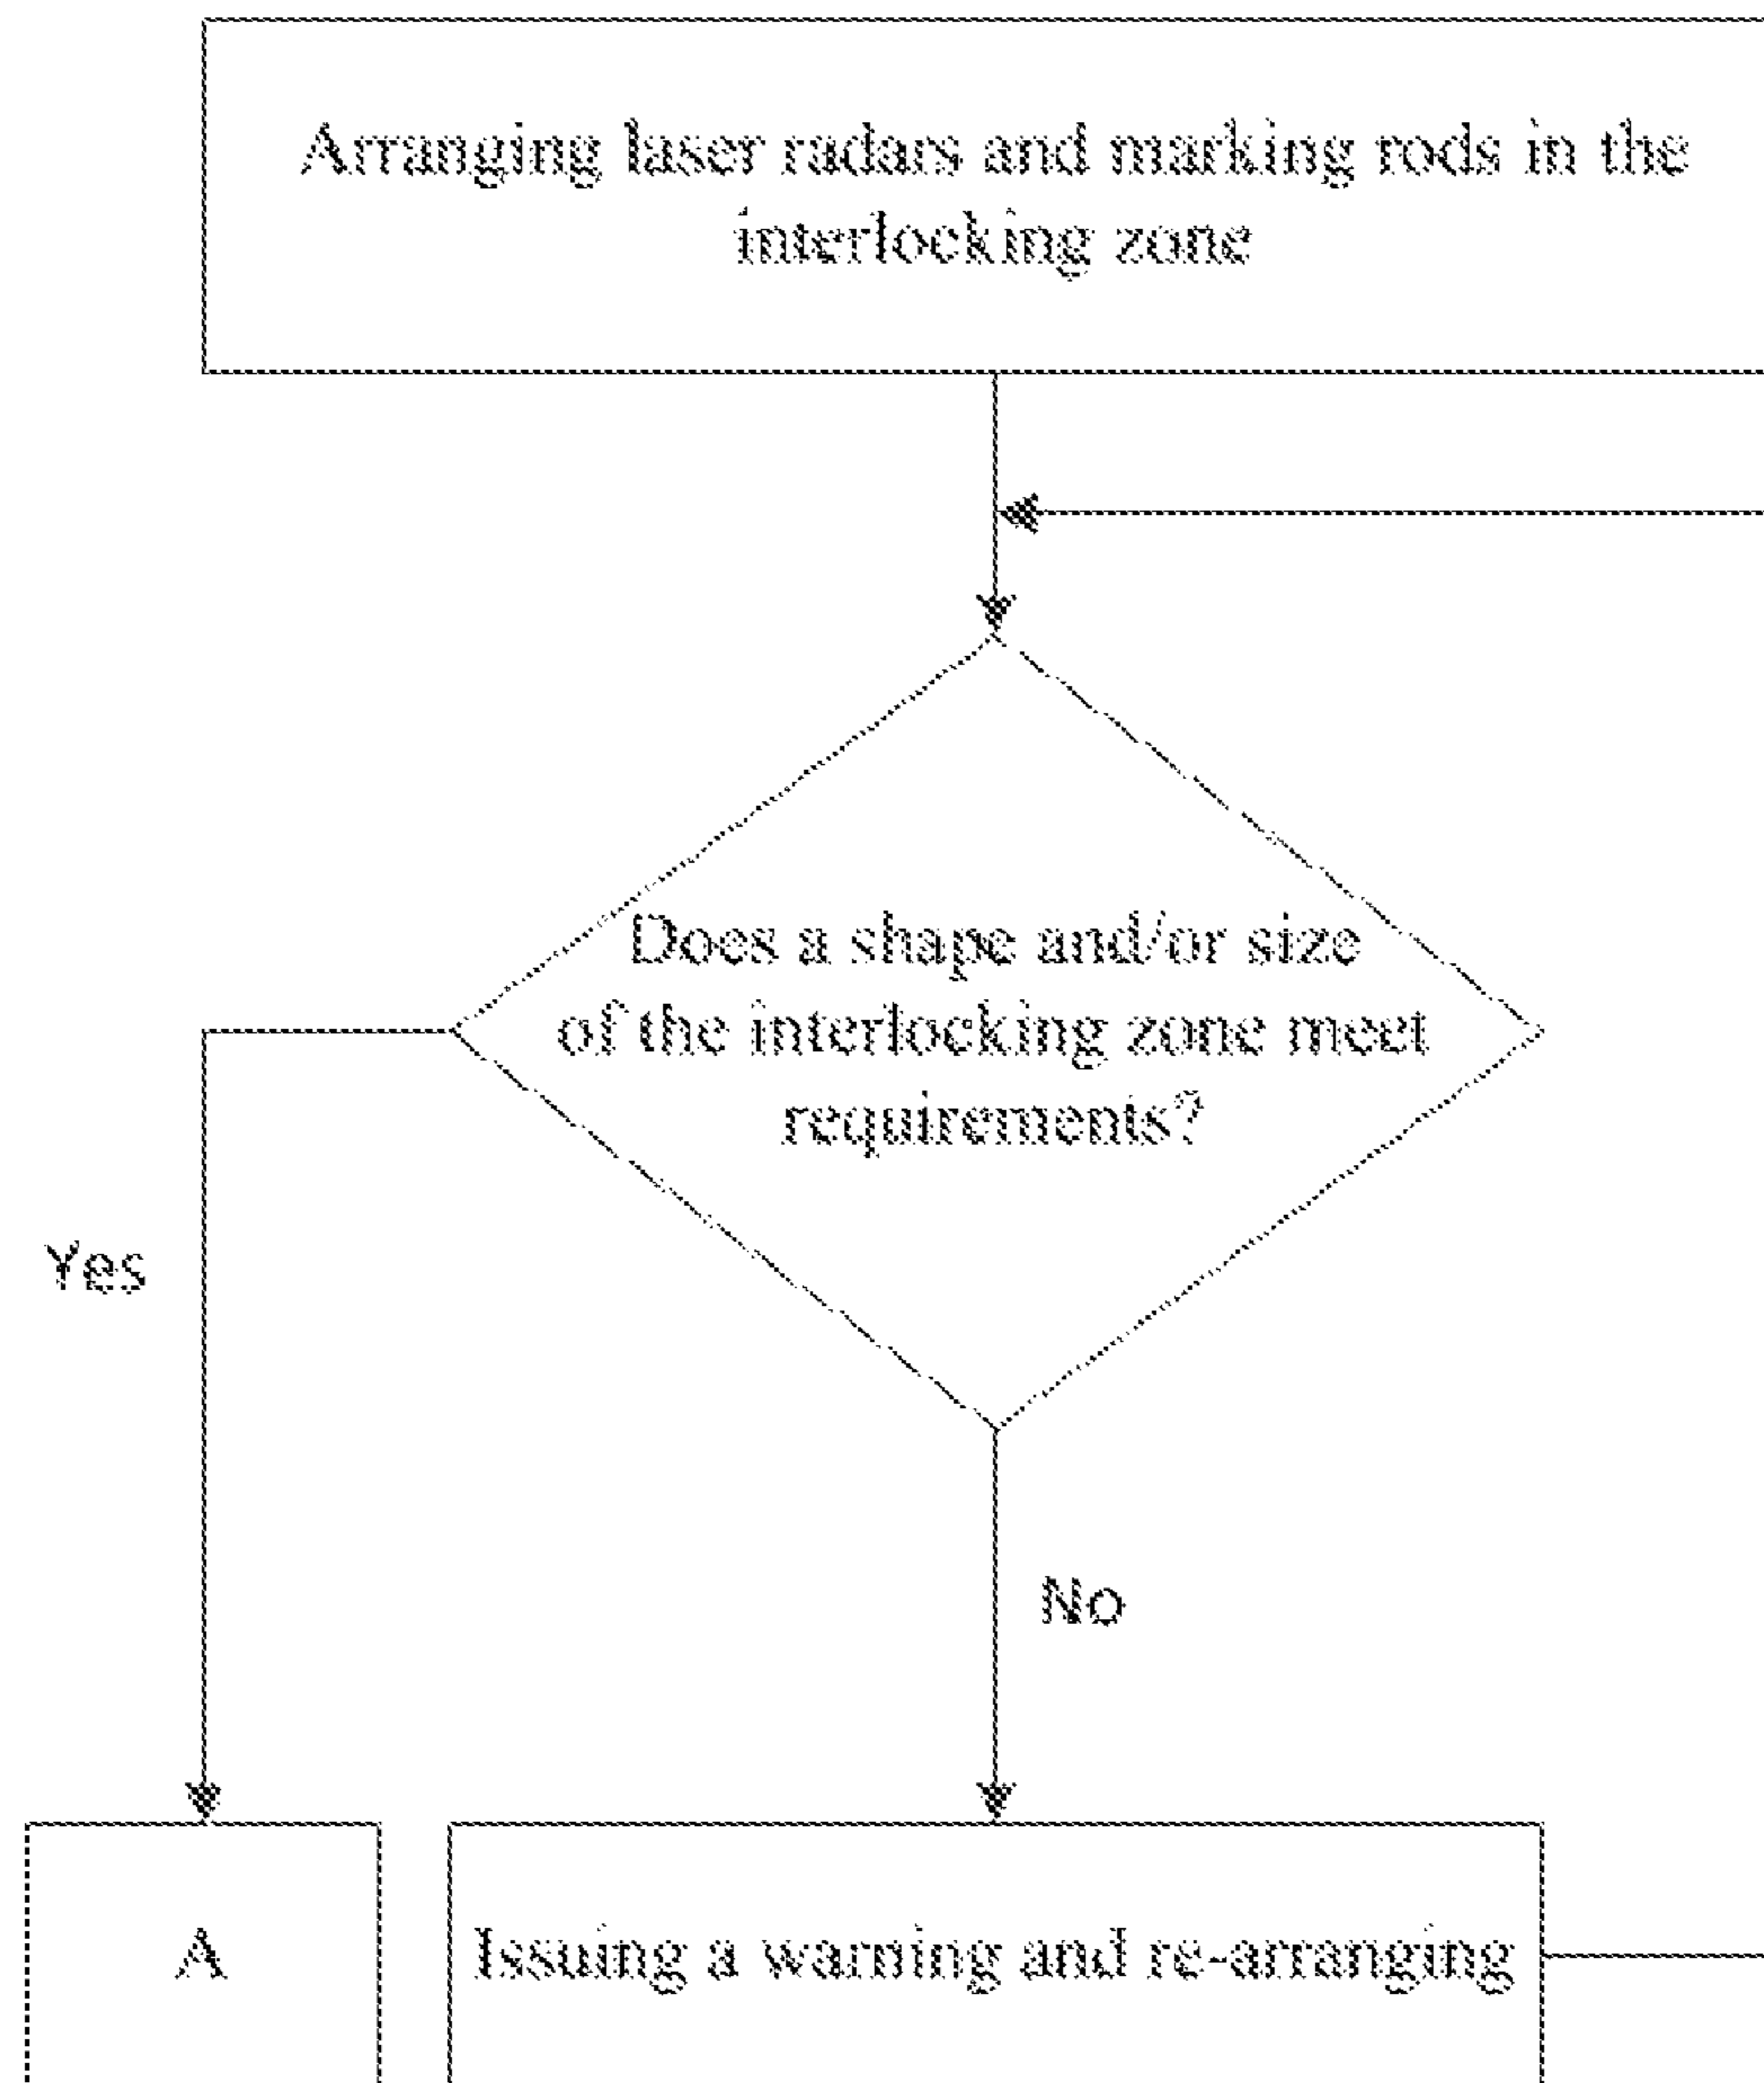 Arranging laser radars and marking rods in the
interlocking zone
Does a shape and/or size
of the interlocking zone meet
requirements?
Yes
No
A
Issuing a warning and re-arranging